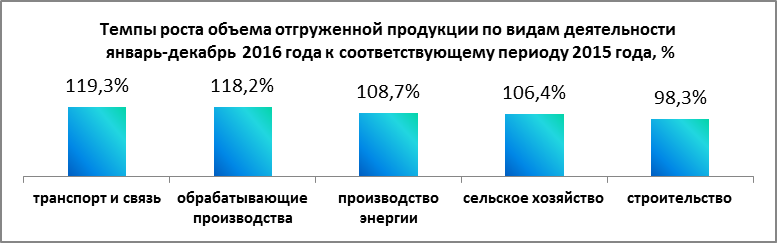 Темпы роста объема отгруженной продукции по видам деятельности
январь-декабрь 2016 года к соответствующему периоду 2015 года, %
119,3%
118,2%
108,7%
106,4%
98,3%
транспорт и связь
обрабатывающие
производства
производство
энергии
сельское хозяйство
строительство